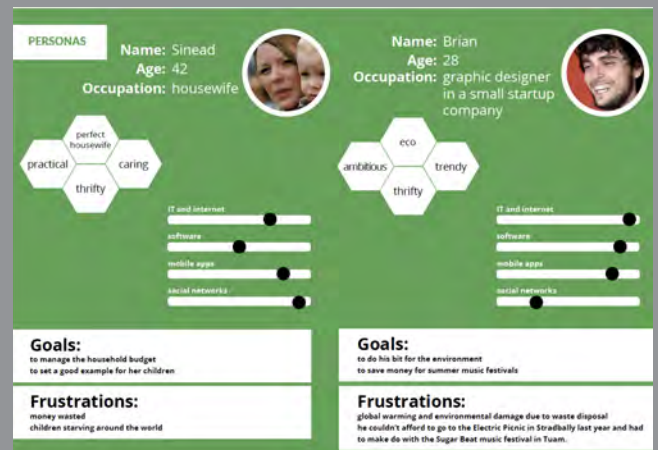 PERSONAS
Name: Sinead
Age: 42
Occupation: housewife
perfect
housewife
practical
caring
thrifty
IT and internet
software
mobile apps
social networks
Goals:
to manage the household budget
to set a good example for her children
Frustrations:
money wasted
children starving around the world
Name: Brian
Age: 28
Occupation: graphic designer
in a small startup
company
eco
ambitious
trendy
thrifty
IT and internet
software
mobile apps
social networks
Goals:
to do his bit for the environment
to save money for summer music festivals
Frustrations:
global warming and environmental damage due to waste disposal
he couldn't afford to go to the Electric Picnic in Stradbally last year and had
to make do with the Sugar Beat music festival in Tuam.